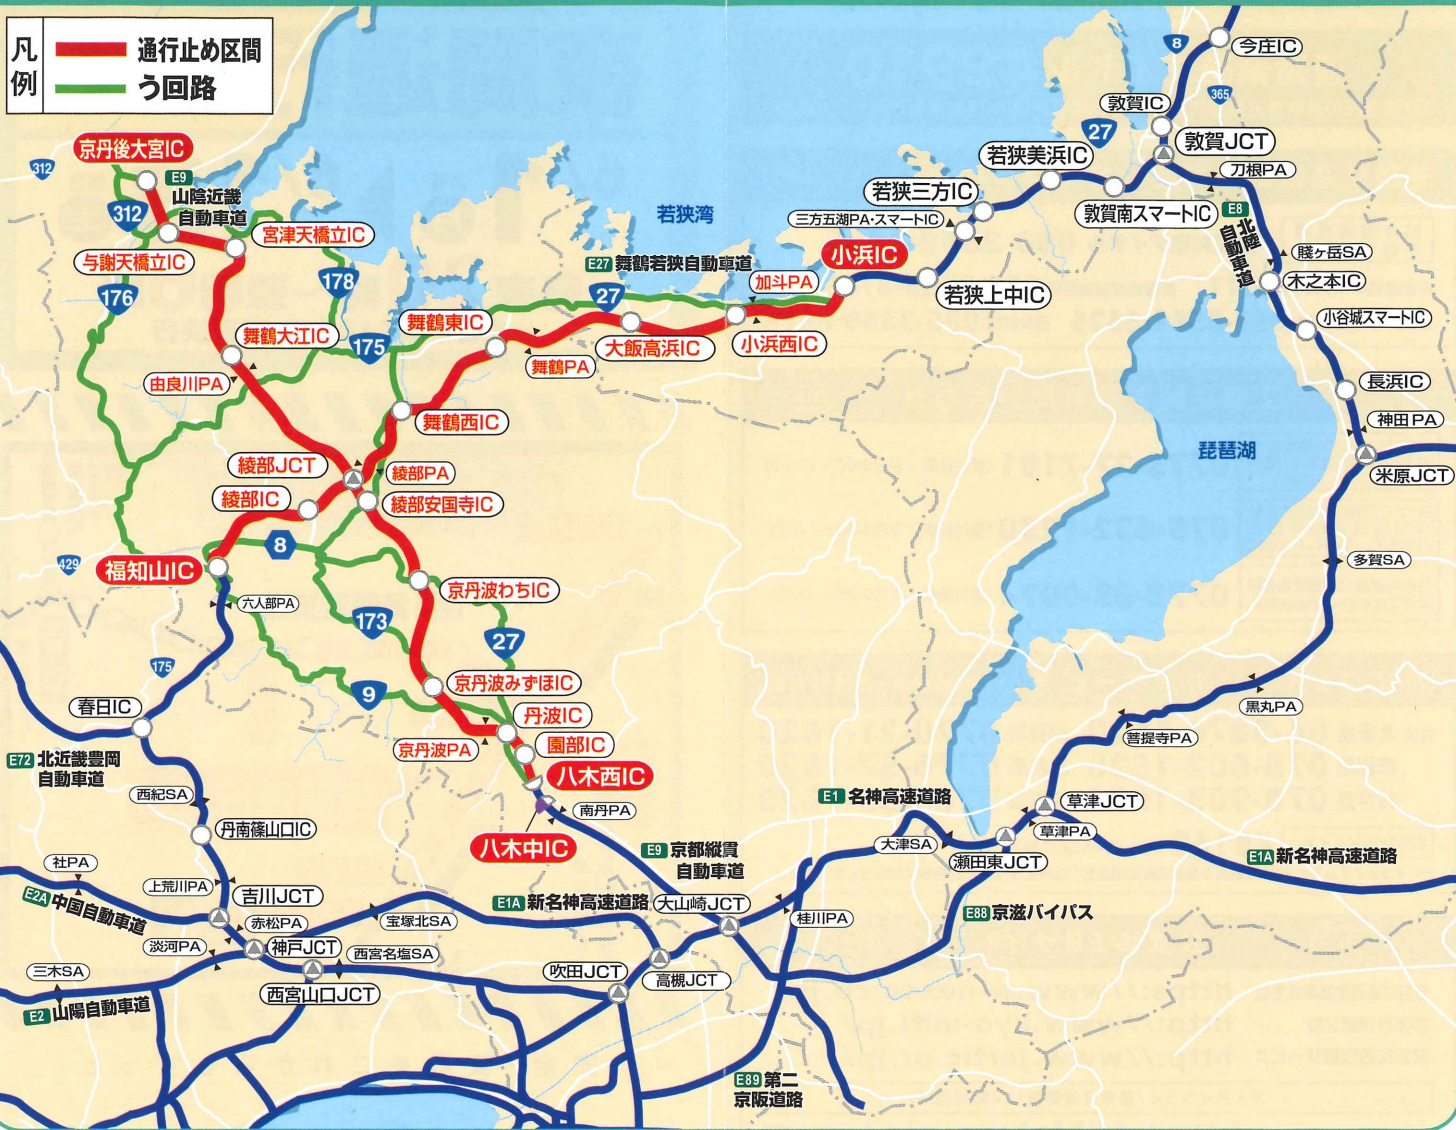 凡例
通行止め区間
う回路
8
今庄IC
365
敦賀IC
27
敦賀JCT
刀根PA
若狭美浜IC
敦賀南スマートIC
若狭三方IC
三方五湖PA・スマートIC
E8
北陸
自動車道
賤ヶ岳SA
木之本IC
小谷城スマートIC
長浜IC
神田PA
米原JCT
琵琶湖
多賀SA
黒丸PA
菩提寺PA
312
京丹後大宮IC
E9
山陰近畿
自動車道
312
宮津天橋立IC
与謝天橋立IC
176
178
若狭湾
E27 舞鶴若狭自動車道
小浜IC
若狭上中IC
加斗PA
27
小浜西IC
大飯高浜IC
舞鶴東IC
舞鶴PA
175
舞鶴大江IC
由良川PA
舞鶴西IC
綾部JCT
綾部PA
綾部IC
綾部安国寺IC
8
429
福知山IC
六人部PA
京丹波わちIC
173
27
175
9
京丹波みずほIC
春日IC
丹波IC
京丹波PA
園部IC
八木西IC
E72 北近畿豊岡
自動車道
西紀SA
南丹PA
八木中IC
丹南篠山口IC
E9 京都縦貫
自動車道
E1 名神高速道路
草津JCT
草津PA
大津SA
瀬田東JCT
E1A 新名神高速道路
社PA
E2A 中国自動車道
上荒川PA
吉川JCT
赤松PA
宝塚北SA
E1A 新名神高速道路
大山崎JCT
桂川PA
E88 京滋バイパス
淡河PA
神戸JCT
西宮名塩SA
三木SA
西宮山口JCT
吹田JCT
高槻JCT
E2 山陽自動車道
E89 第二
京阪道路